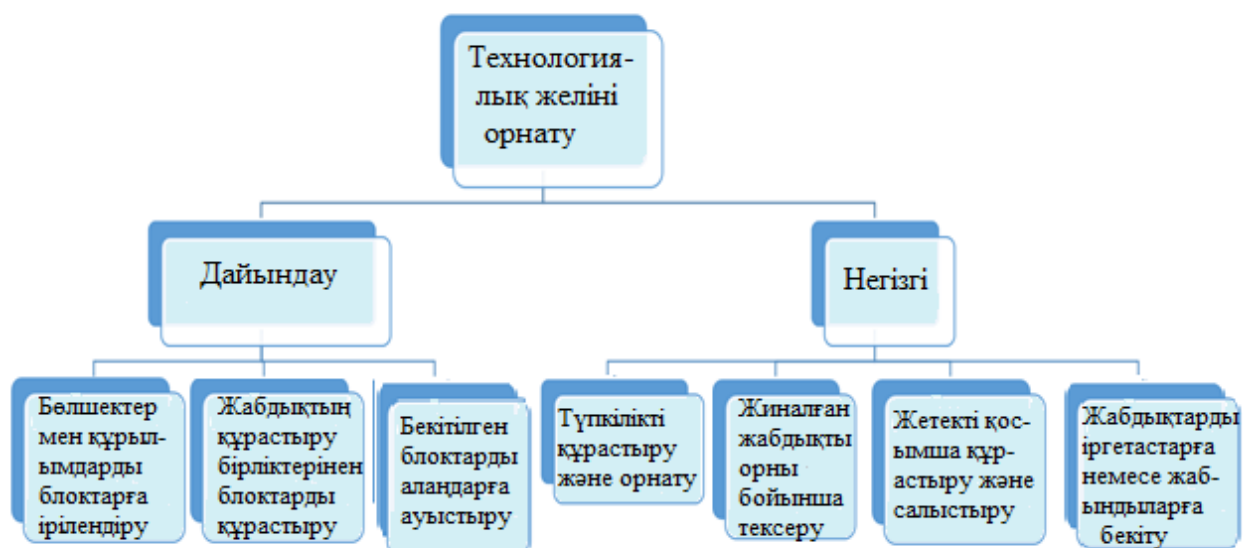 Технология-
лық желіні
орнату
Дайындау
Негізгі
Бөлшектер
мен құрыл-
ымдарды
блоктарға
ірілендіру
Жабдықтың
құрастыру
бірліктерінен
блоктарды
құрастыру
Бекітілген
блоктарды
алаңдарға
ауыстыру
Түпкілікті
құрастыру
және орнату
Жиналған
жабдықты
орны
бойынша
тексеру
Жетекті қос-
ымша құр-
астыру және
салыстыру
Жабдықтарды
іргетастарға
немесе жаб-
ындыларға
бекіту